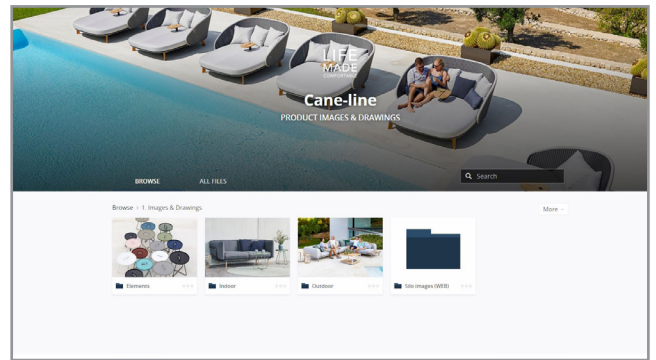 LIFE
MADE
COMFORTABLE
Cane-line
PRODUCT IMAGES & DRAWINGS
BROWSE ALL FILES Search
Browse › 1. Images & Drawings More
Elements Indoor Outdoor Silo images (WEB)